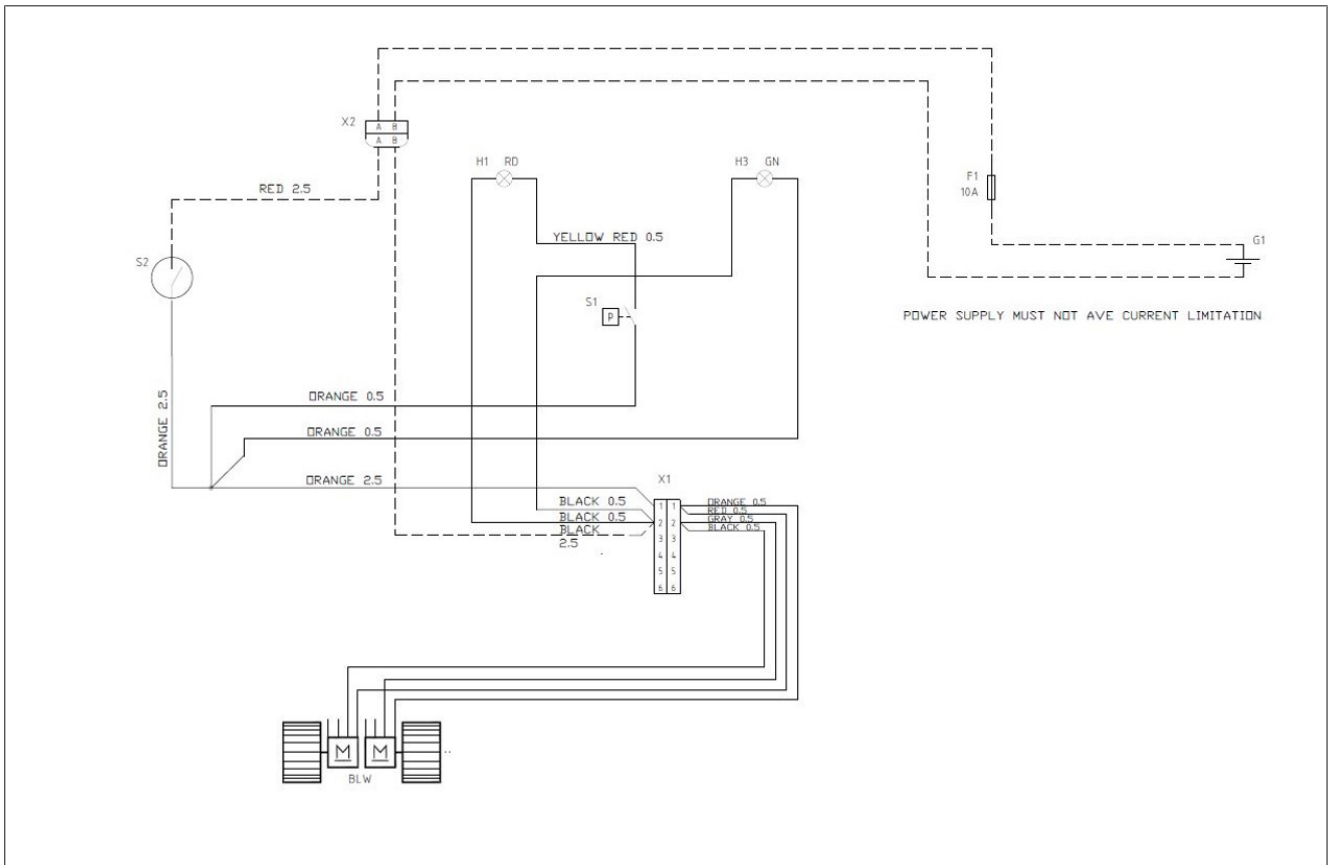 X2
A B
A B
H1 RD
H3 GN
F1
10A
RED 2.5
G1
YELLOW RED 0.5
S2
S1
P
POWER SUPPLY MUST NOT AVE CURRENT LIMITATION
ORANGE 2.5
ORANGE 0.5
ORANGE 0.5
ORANGE 2.5
X1
BLACK 0.5
BLACK 0.5
BLACK
2.5
1 1
2 2
3 3
4 4
5 5
6 6
ORANGE 0.5
RED 0.5
GRAY 0.5
BLACK 0.5
M M
BLW